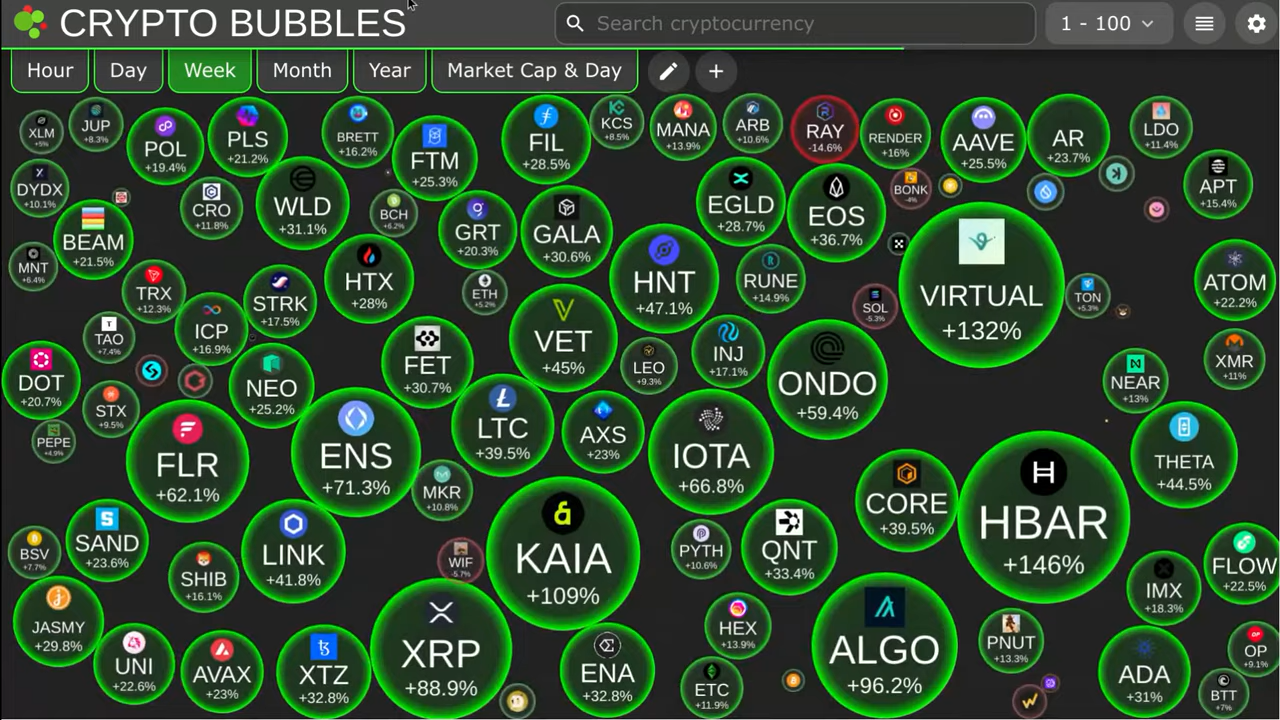 CRYPTO BUBBLES
Search cryptocurrency
1 - 100
Hour
Day
Week
Month
Year
Market Cap & Day
XLM
+5%
JUP
+8.3%
POL
+19.4%
PLS
+21.2%
BRETT
+16.2%
FTM
+25.3%
FIL
+28.5%
KCS
+8.5%
MANA
+13.9%
ARB
+10.6%
RAY
-14.6%
RENDER
+16%
AAVE
+25.5%
AR
+23.7%
LDO
+11.4%
DYDX
+10.1%
CRO
+11.8%
WLD
+31.1%
BCH
+6.2%
GRT
+20.3%
GALA
+30.6%
EGLD
+28.7%
EOS
+36.7%
BONK
-4%
APT
+15.4%
BEAM
+21.5%
MNT
+6.4%
TRX
+12.3%
STRK
+17.5%
HTX
+28%
ETH
+5.2%
HNT
+47.1%
RUNE
+14.9%
SOL
-5.3%
VIRTUAL
+132%
TON
+5.3%
ATOM
+22.2%
TAO
+7.4%
ICP
+16.9%
VET
+45%
INJ
+17.1%
LEO
+9.3%
ONDO
+59.4%
XMR
+11%
DOT
+20.7%
NEO
+25.2%
FET
+30.7%
NEAR
+13%
STX
+9.5%
PEPE
+4.9%
FLR
+62.1%
ENS
+71.3%
LTC
+39.5%
AXS
+23%
IOTA
+66.8%
THETA
+44.5%
MKR
+10.8%
CORE
+39.5%
HBAR
+146%
BSV
+7.7%
SAND
+23.6%
LINK
+41.8%
WIF
-5.7%
KAIA
+109%
PYTH
+10.6%
QNT
+33.4%
FLOW
+22.5%
SHIB
+16.1%
IMX
+18.3%
JASMY
+29.8%
HEX
+13.9%
PNUT
+13.3%
UNI
+22.6%
AVAX
+23%
XTZ
+32.8%
XRP
+88.9%
ENA
+32.8%
ETC
+11.9%
ALGO
+96.2%
ADA
+31%
OP
+9.1%
BTT
+7%